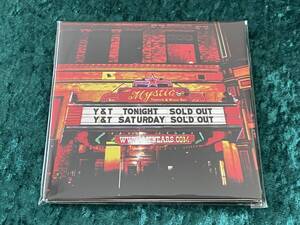 Mystic
Y&T TONIGHT SOLD OUT
Y&T SATURDAY SOLD OUT